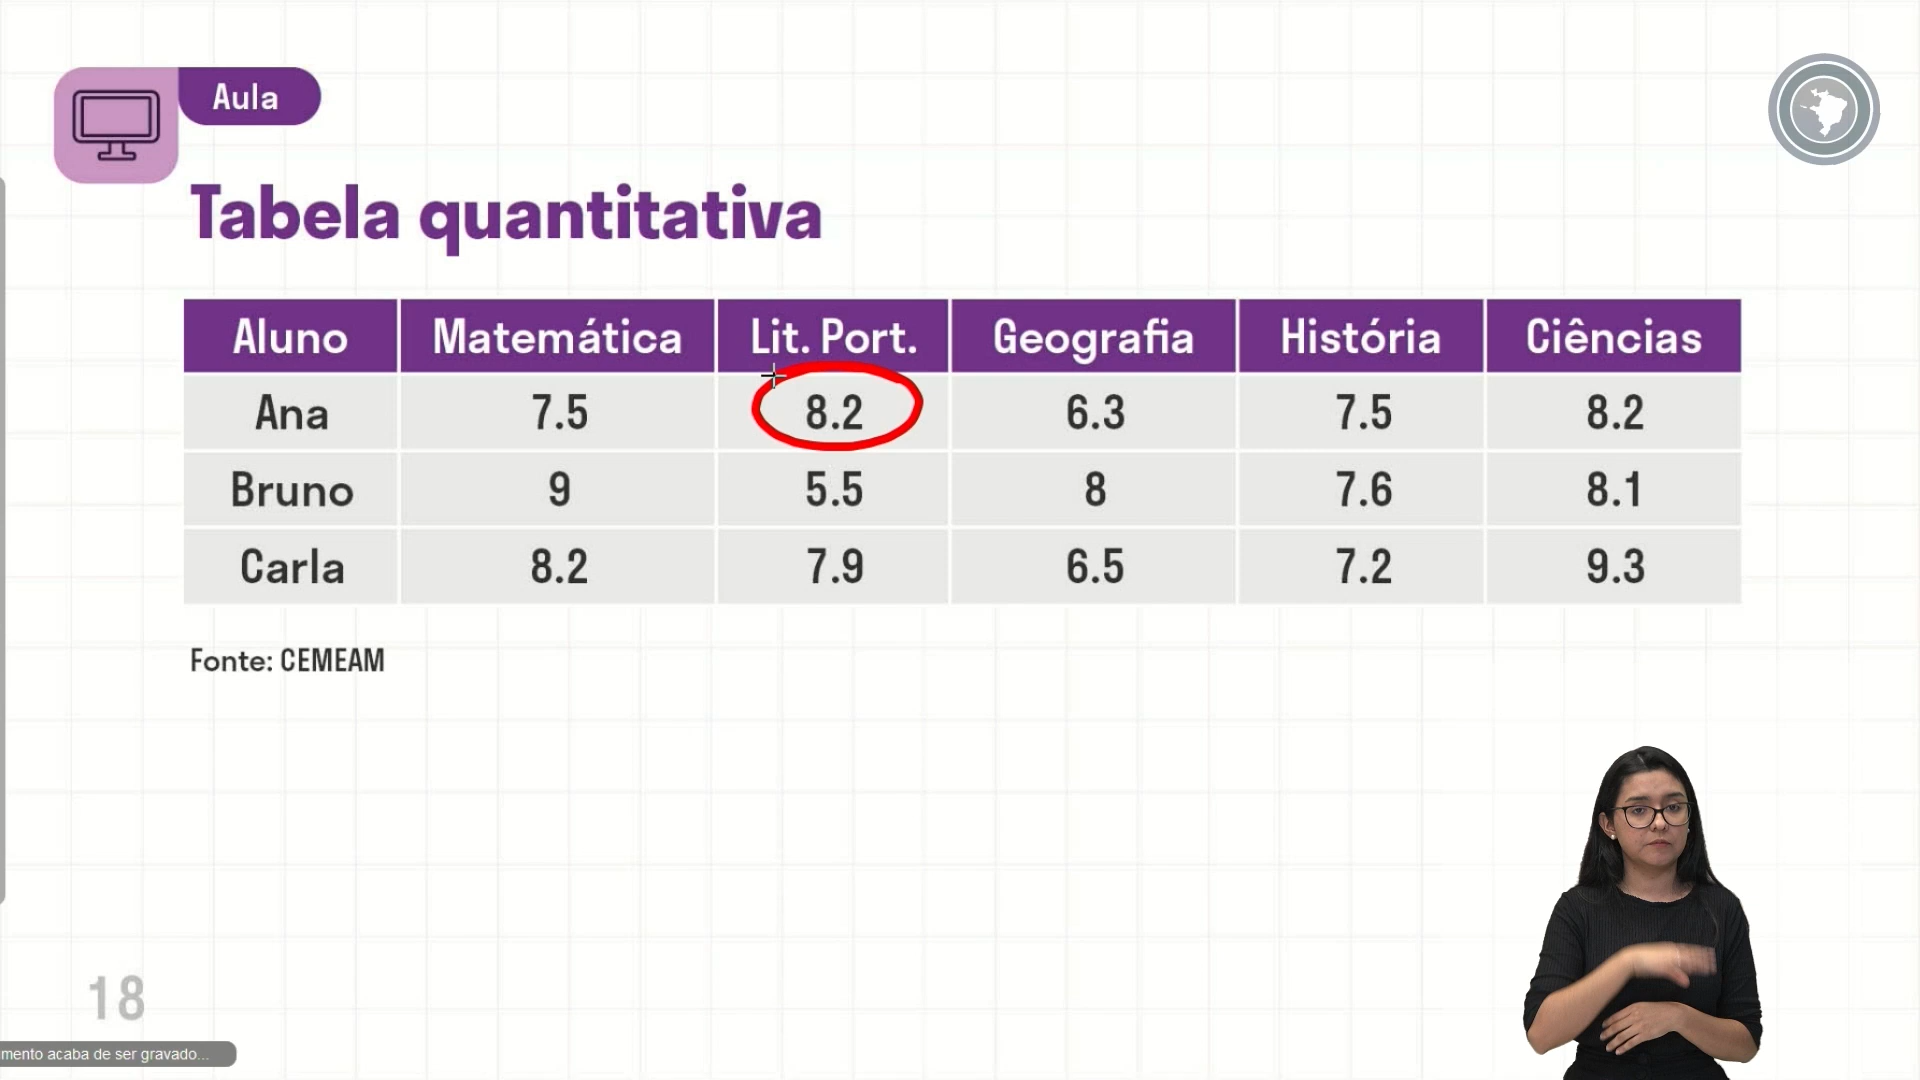 Aula
Tabela quantitativa
Aluno Matemática Lit. Port. Geografia História Ciências
Ana 7.5 8.2 6.3 7.5 8.2
Bruno 9 5.5 8 7.6 8.1
Carla 8.2 7.9 6.5 7.2 9.3
Fonte: CEMEAM
18
mento acaba de ser gravado...